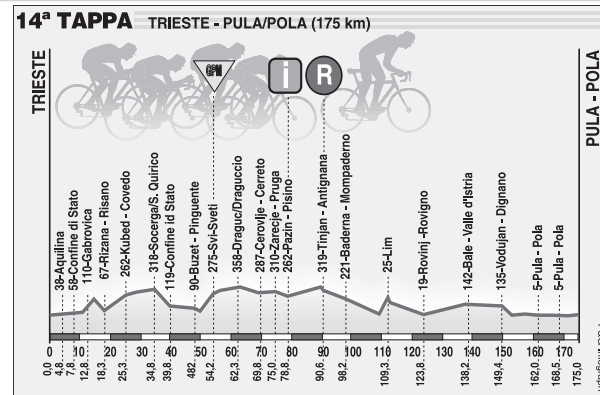 14ª TAPPA TRIESTE - PULA/POLA (175 km)
TRIESTE
GPM
i
R
PULA - POLA
38-Aquilina
58-Confine di Stato
110-Gabrovica
67-Rizana - Risano
262-Kubed - Covedo
318-Socerga/S. Quirico
119-Confine id Stato
90-Buzet - Pinguente
275-Svi-Sveti
358-Draguc/Draguccio
287-Cerovlje - Cerreto
310-Zarecje - Pruga
262-Pazin - Pisino
319-Tinjan - Antignana
221-Baderna - Mompaderno
25-Lim
19-Rovinj -Rovigno
142-Bale - Valle d'Istria
135-Vodujan - Dignano
5-Pula - Pola
5-Pula - Pola
0 10 20 30 40 50 60 70 80 90 100 110 120 130 140 150 160 170
0,0 4,8 7,8 12,8 18,3 25,3 34,8 39,8 482 54,2 62,3 69,8 75,0 78,8 90,6 98,2 109,3 123,8 138,2 149,4 162,0 168,5 175,0